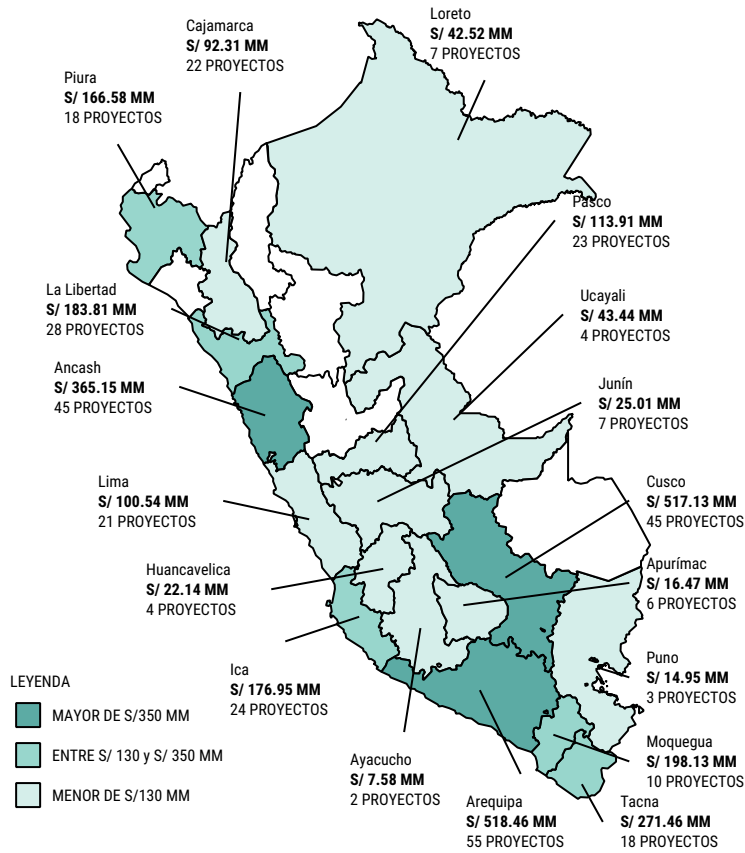 Loreto
S/ 42.52 MM
7 PROYECTOS
Cajamarca
S/ 92.31 MM
22 PROYECTOS
Piura
S/ 166.58 MM
18 PROYECTOS
Pasco
S/ 113.91 MM
23 PROYECTOS
La Libertad
S/ 183.81 MM
28 PROYECTOS
Ucayali
S/ 43.44 MM
4 PROYECTOS
Ancash
S/ 365.15 MM
45 PROYECTOS
Junín
S/ 25.01 MM
7 PROYECTOS
Lima
S/ 100.54 MM
21 PROYECTOS
Cusco
S/ 517.13 MM
45 PROYECTOS
Huancavelica
S/ 22.14 MM
4 PROYECTOS
Apurímac
S/ 16.47 MM
6 PROYECTOS
Ica
S/ 176.95 MM
24 PROYECTOS
Puno
S/ 14.95 MM
3 PROYECTOS
LEYENDA
MAYOR DE S/350 MM
ENTRE S/ 130 y S/ 350 MM
MENOR DE S/130 MM
Moquegua
S/ 198.13 MM
10 PROYECTOS
Ayacucho
S/ 7.58 MM
2 PROYECTOS
Arequipa
S/ 518.46 MM
55 PROYECTOS
Tacna
S/ 271.46 MM
18 PROYECTOS